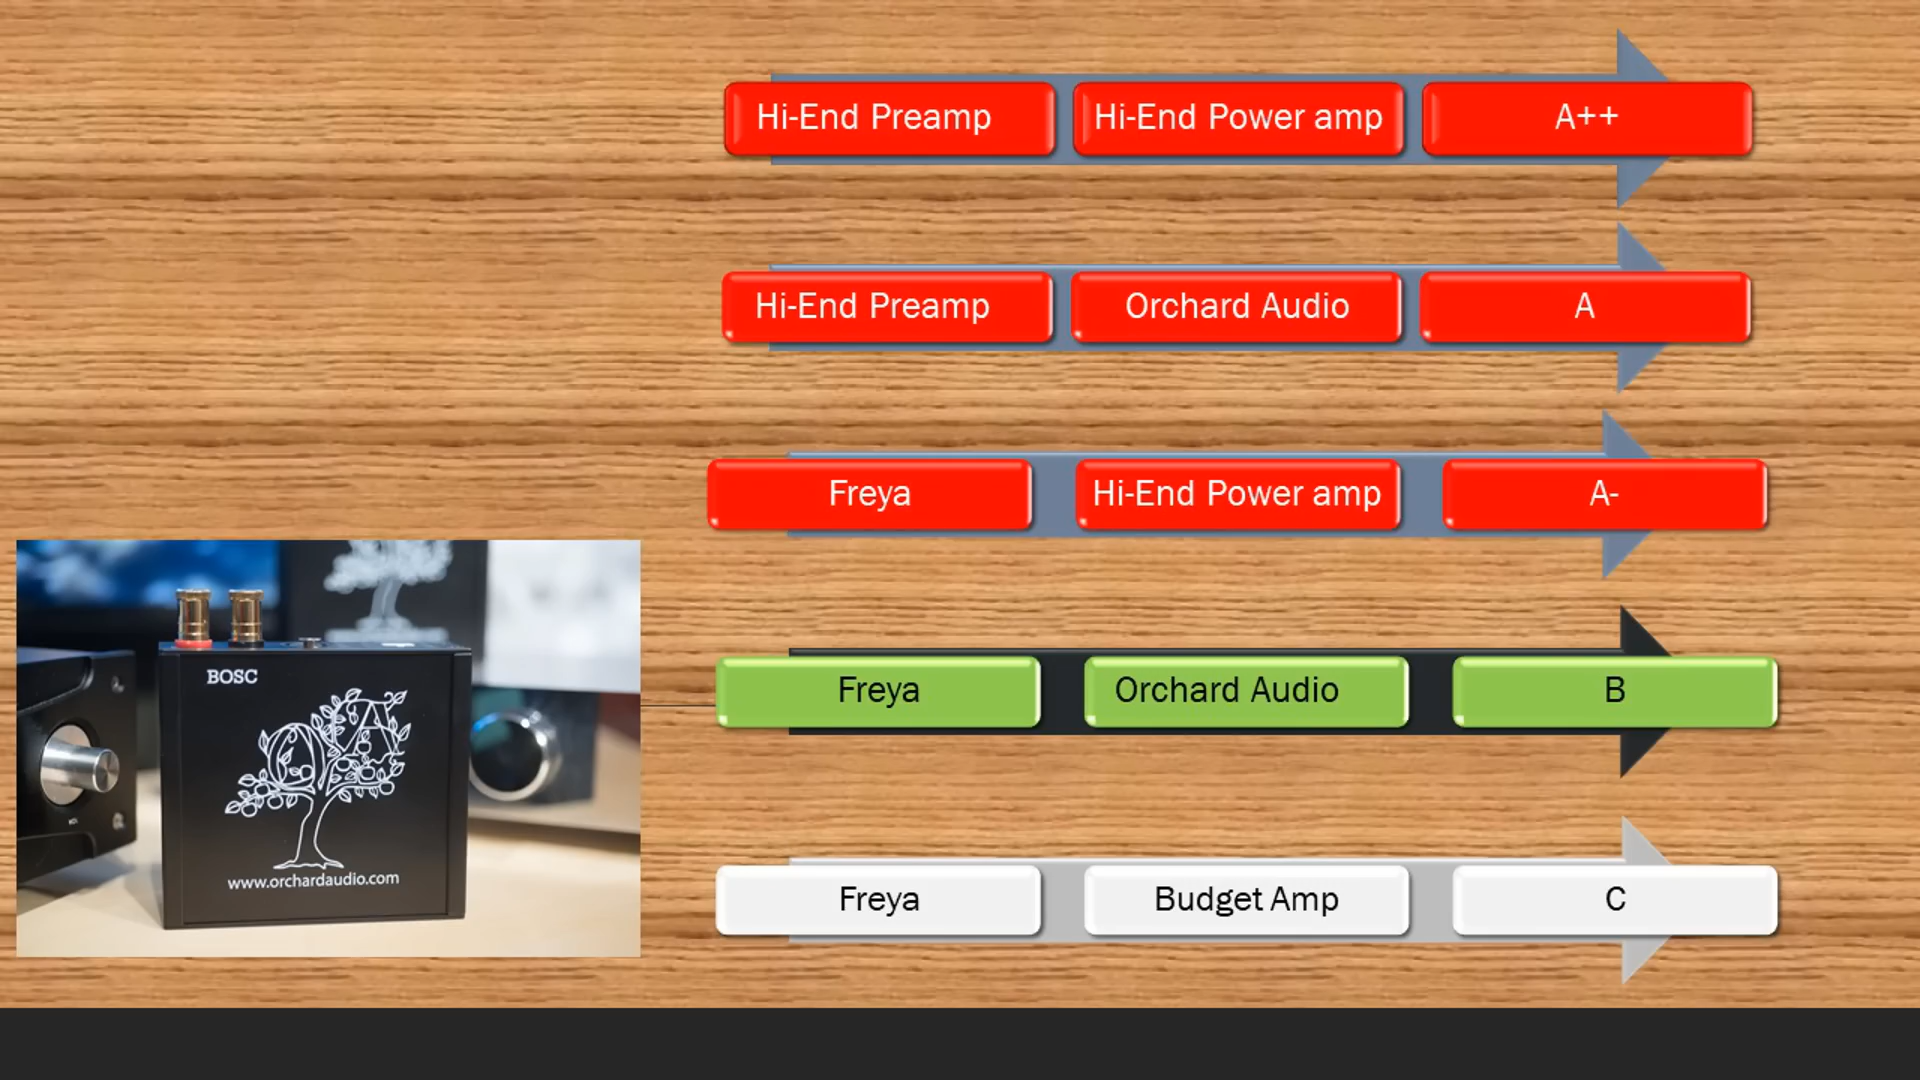 Hi-End Preamp Hi-End Power amp A++
Hi-End Preamp Orchard Audio A
Freya Hi-End Power amp A-
BOSC
www.orchardaudio.com
Freya Orchard Audio B
Freya Budget Amp C